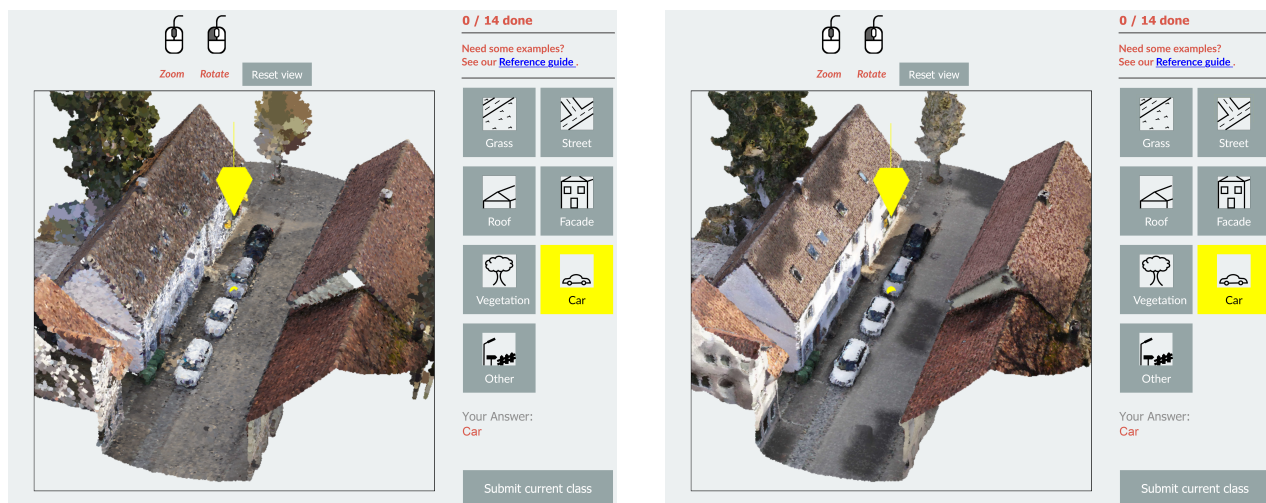 0 / 14 done
Need some examples?
See our Reference guide .
Zoom Rotate Reset view
Grass Street
Roof Facade
Vegetation Car
Other
Your Answer:
Car
Submit current class
0 / 14 done
Need some examples?
See our Reference guide .
Zoom Rotate Reset view
Grass Street
Roof Facade
Vegetation Car
Other
Your Answer:
Car
Submit current class